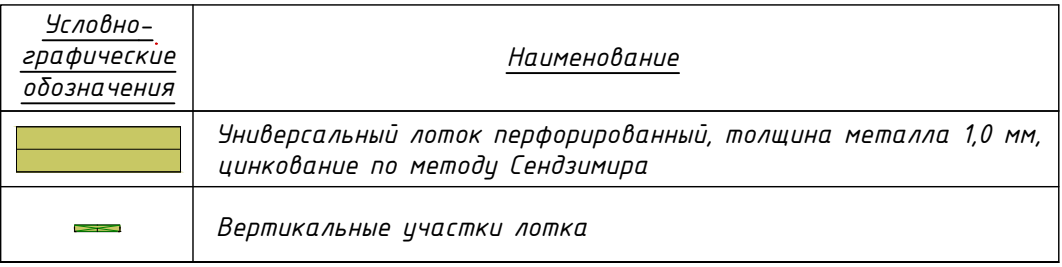 Условно-
графические
обозначения
Наименование
Универсальный лоток перфорированный, толщина металла 1,0 мм,
цинкование по методу Сендзимира
Вертикальные участки лотка